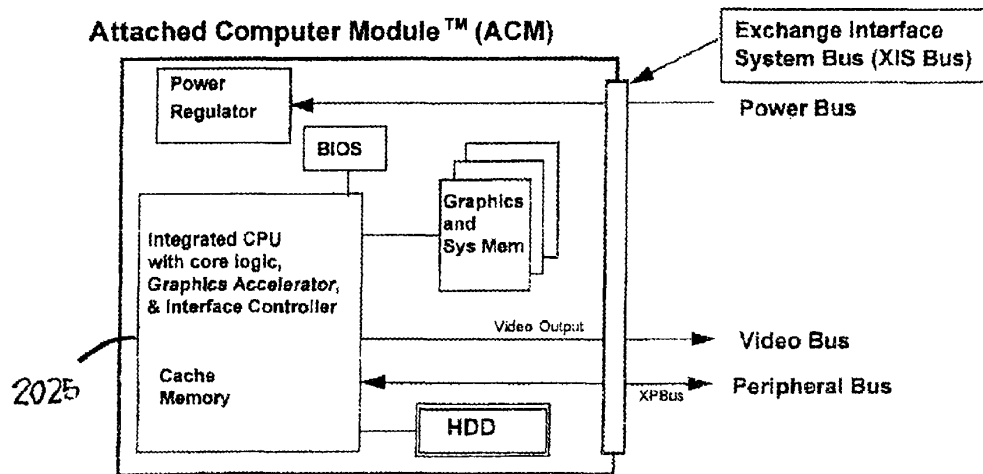 Attached Computer Module™ (ACM)
Exchange Interface
System Bus (XIS Bus)
Power
Regulator
Power Bus
BIOS
Graphics
and
Sys Mem
Integrated CPU
with core logic,
Graphics Accelerator,
& Interface Controller
Video Output
Video Bus
2025
Cache
Memory
XPBus
Peripheral Bus
HDD